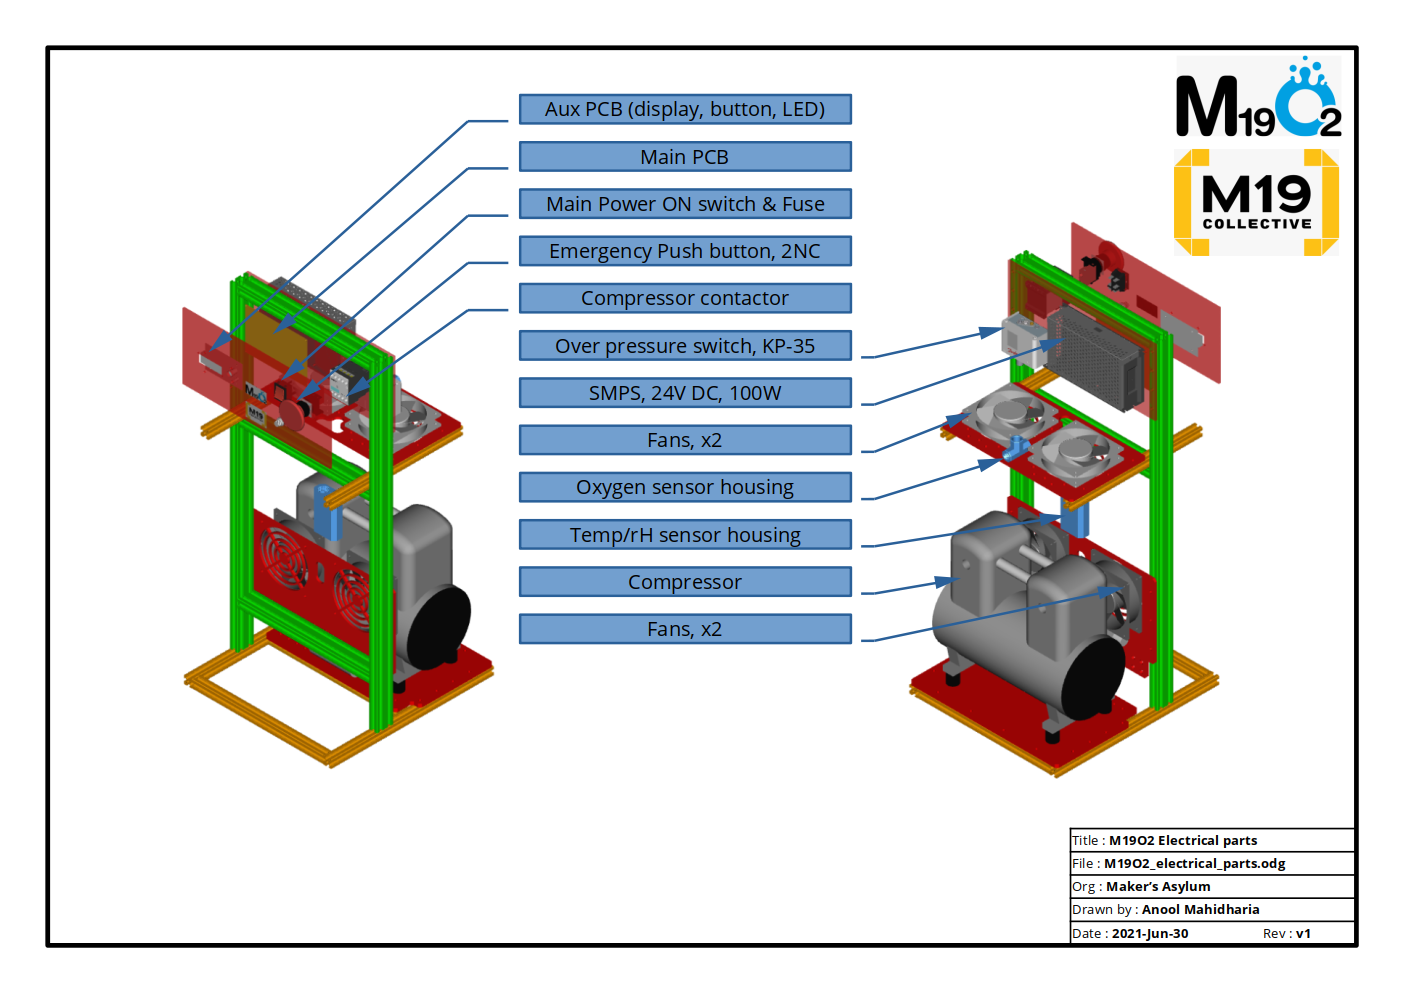 M19O2
M19
COLLECTIVE
Aux PCB (display, button, LED)
Main PCB
Main Power ON switch & Fuse
Emergency Push button, 2NC
Compressor contactor
Over pressure switch, KP-35
SMPS, 24V DC, 100W
Fans, x2
Oxygen sensor housing
Temp/rH sensor housing
Compressor
Fans, x2
M19
Title : M19O2 Electrical parts
File : M19O2_electrical_parts.odg
Org : Maker’s Asylum
Drawn by : Anool Mahidharia
Date : 2021-Jun-30 Rev : v1